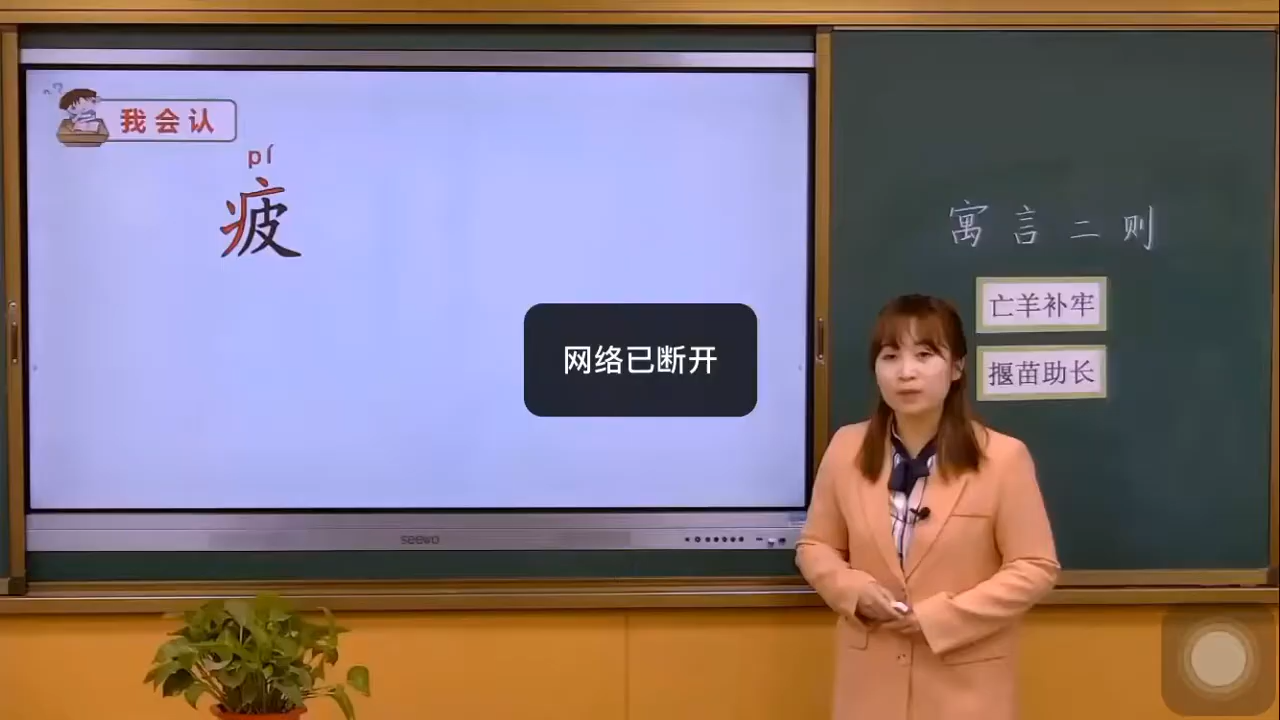 我会认
pí
疲
网络已断开
seewo
寓言二则
亡羊补牢
揠苗助长